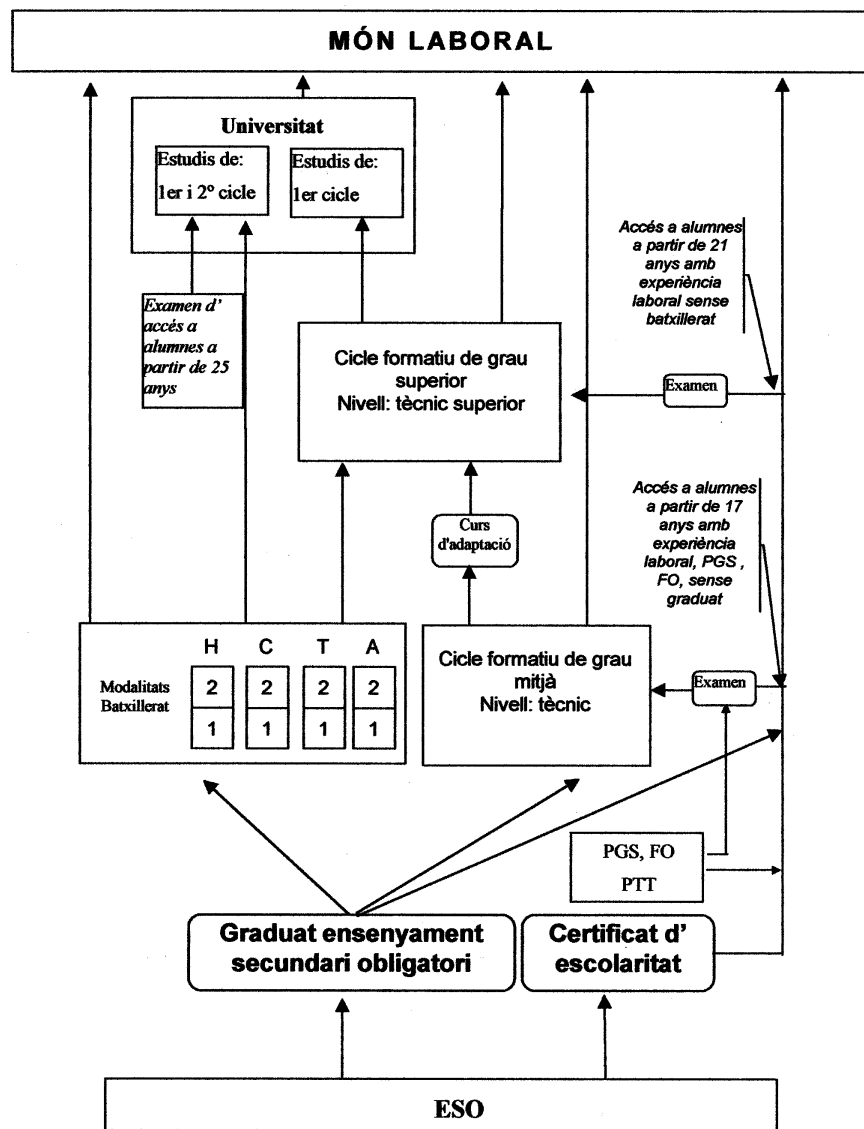 MÓN LABORAL
Universitat
Estudis de:
1er i 2º cicle
Estudis de:
1er cicle
Accés a alumnes
a partir de 21
anys amb
experiència
laboral sense
batxillerat
Examen d’
accés a
alumnes a
partir de 25
anys
Cicle formatiu de grau
superior
Nivell: tècnic superior
Examen
Accés a alumnes
a partir de 17
anys amb
experiència
laboral, PGS ,
FO, sense
graduat
Curs
d'adaptació
H C T A
Modalitats
Batxillerat
2 2 2 2
1 1 1 1
Cicle formatiu de grau
mitjà
Nivell: tècnic
Examen
PGS, FO
PTT
Graduat ensenyament
secundari obligatori
Certificat d’
escolaritat
ESO